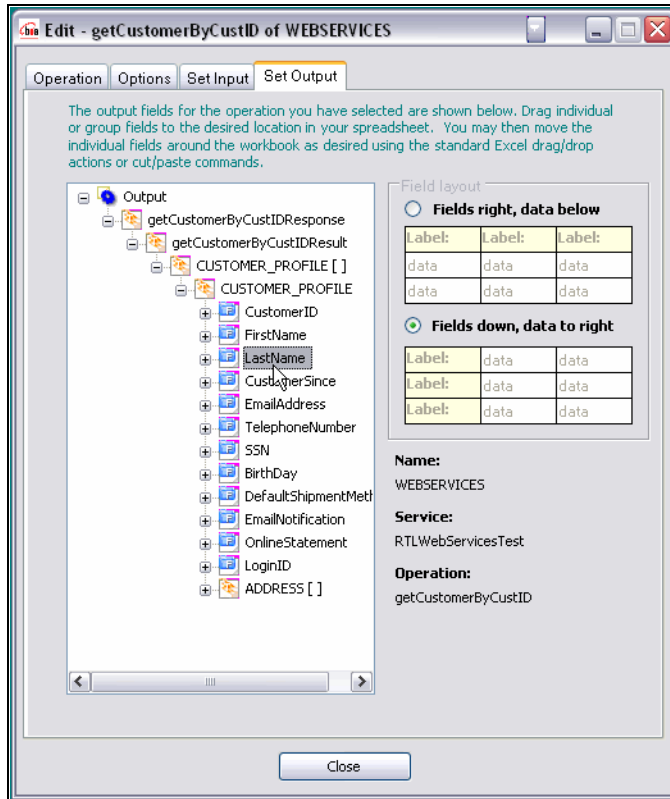 bea Edit - getCustomerByCustID of WEBSERVICES
Operation Options Set Input Set Output
The output fields for the operation you have selected are shown below. Drag individual
or group fields to the desired location in your spreadsheet. You may then move the
individual fields around the workbook as desired using the standard Excel drag/drop
actions or cut/paste commands.
Output
getCustomerByCustIDResponse
getCustomerByCustIDResult
CUSTOMER_PROFILE [ ]
CUSTOMER_PROFILE
CustomerID
FirstName
LastName
CustomerSince
EmailAddress
TelephoneNumber
SSN
BirthDay
DefaultShipmentMeth
EmailNotification
OnlineStatement
LoginID
ADDRESS [ ]
Field layout
Fields right, data below
Label: Label: Label:
data data data
data data data
Fields down, data to right
Label: data data
Label: data data
Label: data data
Name:
WEBSERVICES
Service:
RTLWebServicesTest
Operation:
getCustomerByCustID
Close